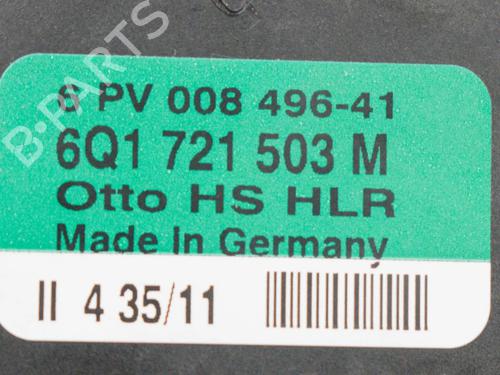 B-PARTS
6 PV 008 496-41
6Q1 721 503 M
Otto HS HLR
Made In Germany
II 4 35/11